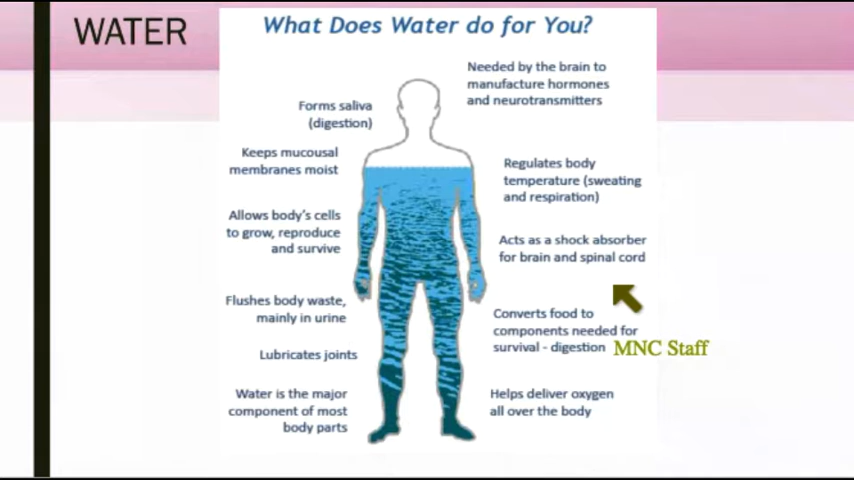 WATER
What Does Water do for You?
Needed by the brain to
manufacture hormones
and neurotransmitters
Forms saliva
(digestion)
Keeps mucousal
membranes moist
Regulates body
temperature (sweating
and respiration)
Allows body's cells
to grow, reproduce
and survive
Acts as a shock absorber
for brain and spinal cord
Flushes body waste,
mainly in urine
Converts food to
components needed for
survival - digestion
MNC Staff
Lubricates joints
Water is the major
component of most
body parts
Helps deliver oxygen
all over the body